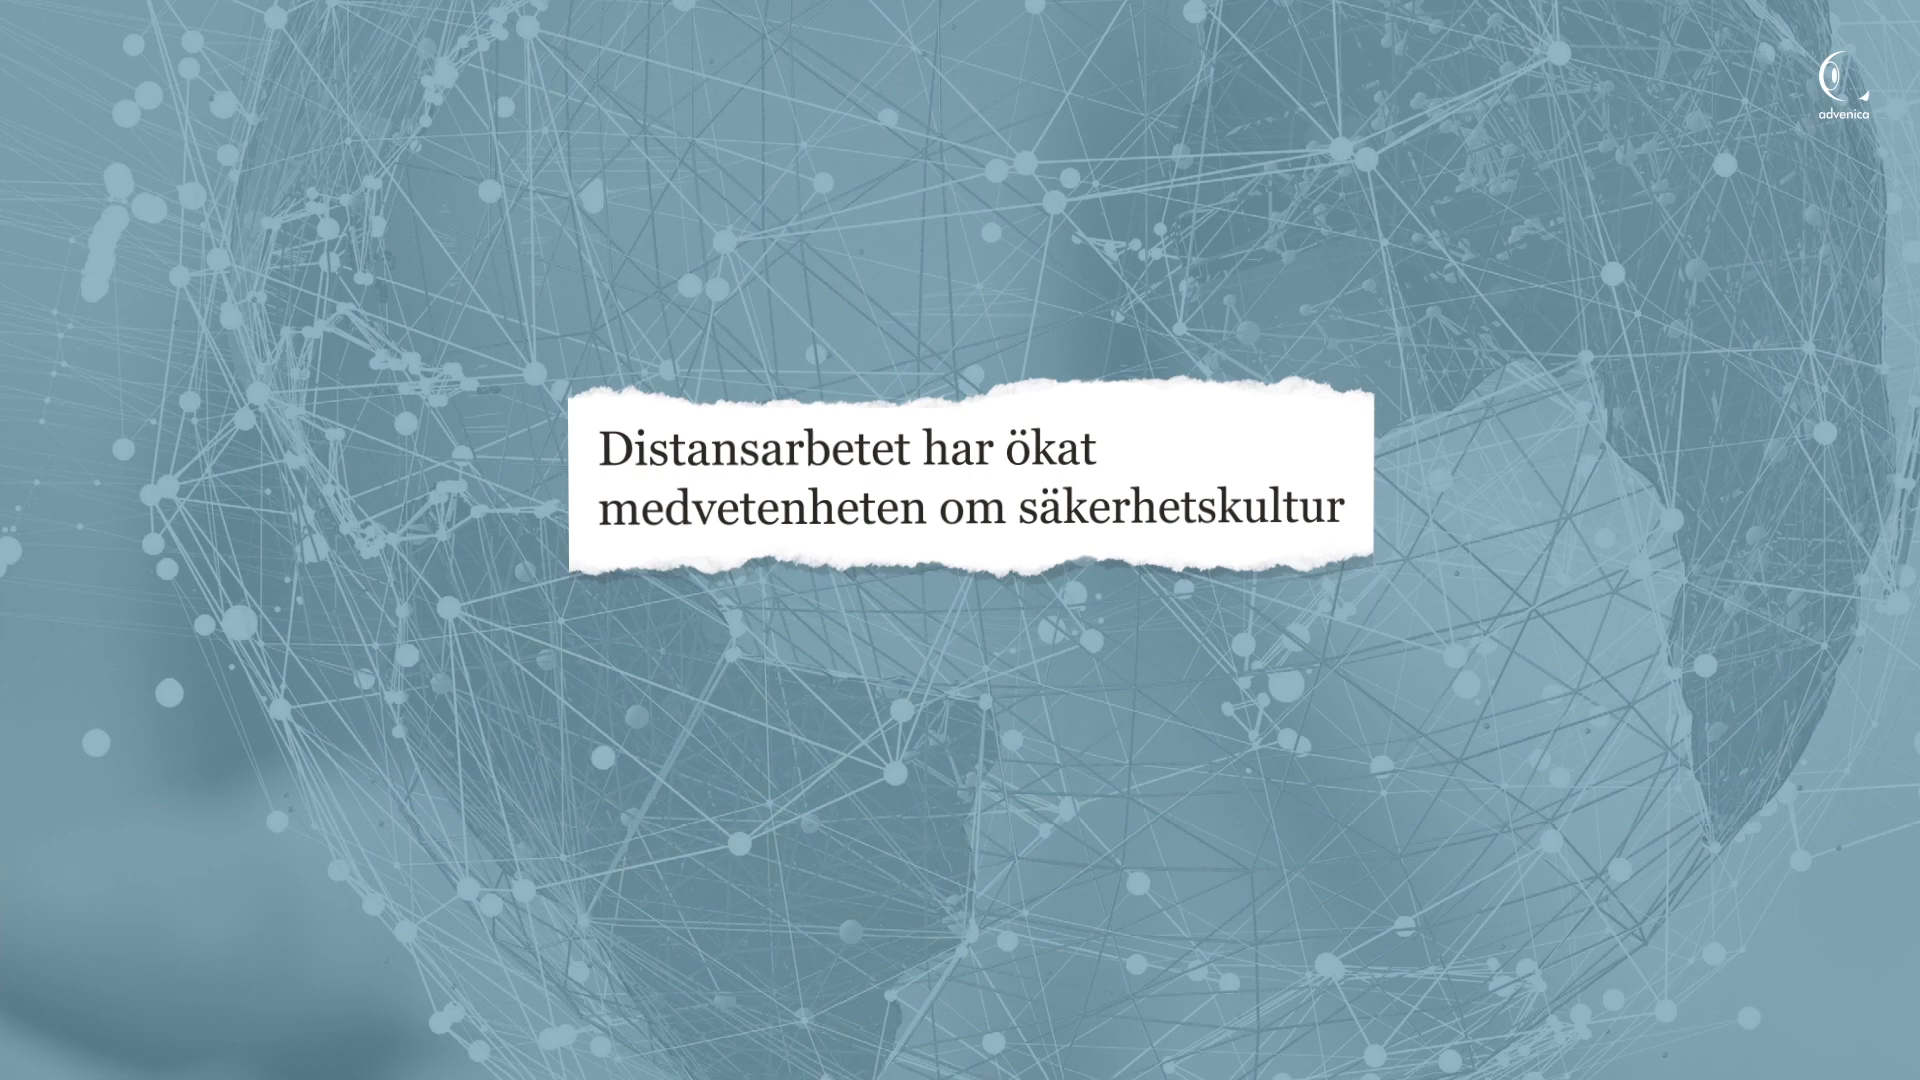 advenica
Distansarbetet har ökat
medvetenheten om säkerhetskultur